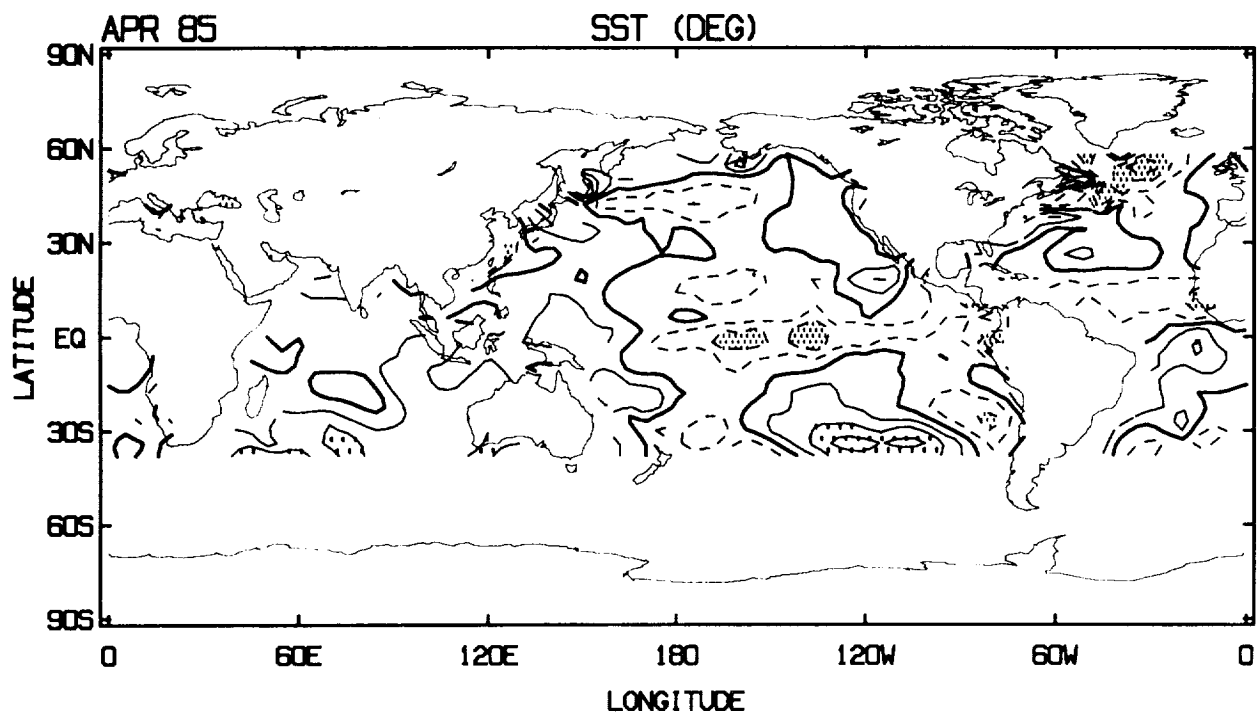 APR 85 SST (DEG)
90N
60N
30N
EQ
30S
60S
90S
LATITUDE
0 60E 120E 180 120W 60W 0
LONGITUDE